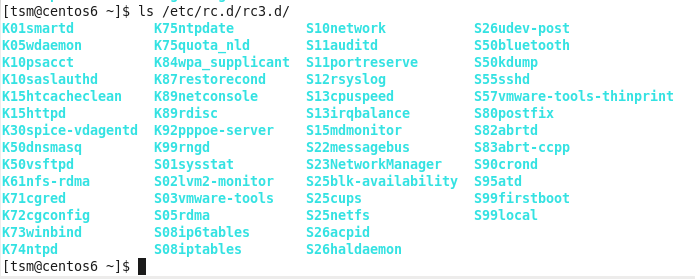 [tsm@centos6 ~]$ ls /etc/rc.d/rc3.d/
K01smartd K75ntpdate S10network S26udev-post
K05wdaemon K75quota_nld S11auditd S50bluetooth
K10psacct K84wpa_supplicant S11portreserve S50kdump
K10saslauthd K87restorecond S12rsyslog S55sshd
K15htcacheclean K89netconsole S13cpuspeed S57vmware-tools-thinprint
K15httpd K89rdisc S13irqbalance S80postfix
K30spice-vdagentd K92pppoe-server S15mdmonitor S82abrtd
K50dnsmasq K99rngd S22messagebus S83abrt-ccpp
K50vsftpd S01sysstat S23NetworkManager S90crond
K61nfs-rdma S02lvm2-monitor S25blk-availability S95atd
K71cgred S03vmware-tools S25cups S99firstboot
K72cgconfig S05rdma S25netfs S99local
K73winbind S08ip6tables S26acpid
K74ntpd S08iptables S26haldaemon
[tsm@centos6 ~]$